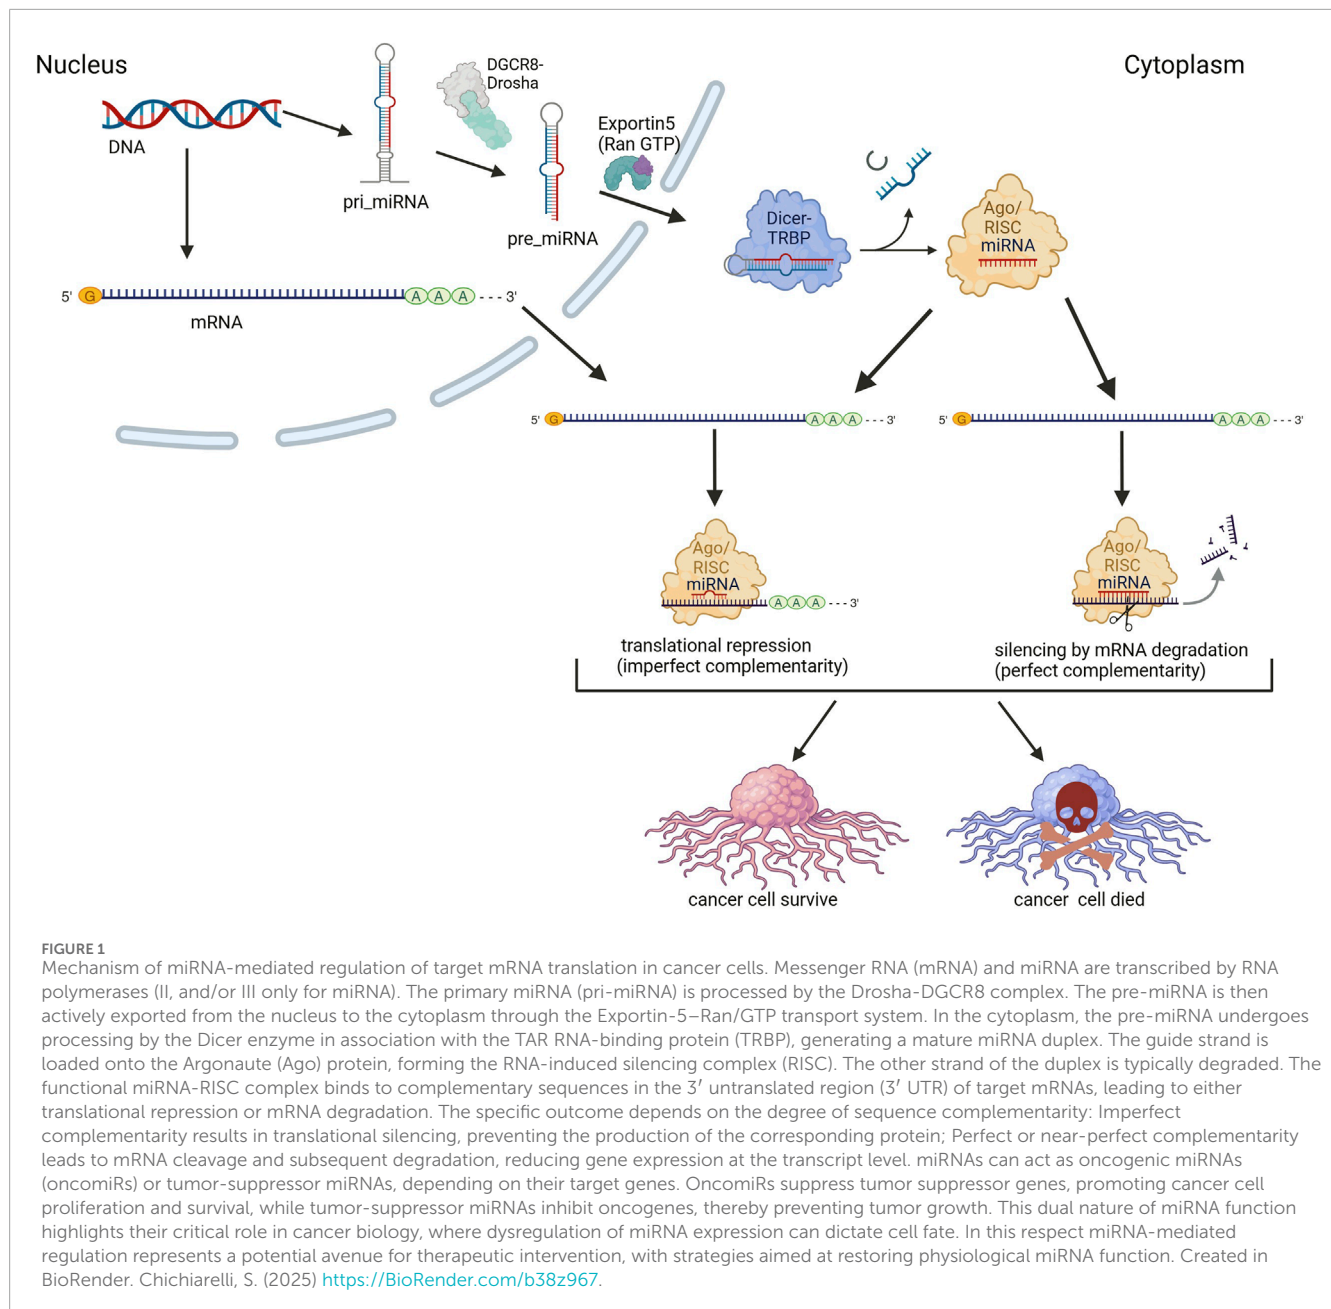 Nucleus
Cytoplasm
DGCR8-
Drosha
DNA
pri_miRNA
pre_miRNA
Exportin5
(Ran GTP)
Dicer-
TRBP
Ago/
RISC
miRNA
5' G A A A - - - 3'
mRNA
5' G A A A - - - 3'
5' G A A A - - - 3'
Ago/
RISC
miRNA
A A A - - - 3'
translational repression
(imperfect complementarity)
Ago/
RISC
miRNA
silencing by mRNA degradation
(perfect complementarity)
cancer cell survive
cancer cell died
FIGURE 1
Mechanism of miRNA-mediated regulation of target mRNA translation in cancer cells. Messenger RNA (mRNA) and miRNA are transcribed by RNA
polymerases (II, and/or III only for miRNA). The primary miRNA (pri-miRNA) is processed by the Drosha-DGCR8 complex. The pre-miRNA is then
actively exported from the nucleus to the cytoplasm through the Exportin-5–Ran/GTP transport system. In the cytoplasm, the pre-miRNA undergoes
processing by the Dicer enzyme in association with the TAR RNA-binding protein (TRBP), generating a mature miRNA duplex. The guide strand is
loaded onto the Argonaute (Ago) protein, forming the RNA-induced silencing complex (RISC). The other strand of the duplex is typically degraded. The
functional miRNA-RISC complex binds to complementary sequences in the 3′ untranslated region (3′ UTR) of target mRNAs, leading to either
translational repression or mRNA degradation. The specific outcome depends on the degree of sequence complementarity: Imperfect
complementarity results in translational silencing, preventing the production of the corresponding protein; Perfect or near-perfect complementarity
leads to mRNA cleavage and subsequent degradation, reducing gene expression at the transcript level. miRNAs can act as oncogenic miRNAs
(oncomiRs) or tumor-suppressor miRNAs, depending on their target genes. OncomiRs suppress tumor suppressor genes, promoting cancer cell
proliferation and survival, while tumor-suppressor miRNAs inhibit oncogenes, thereby preventing tumor growth. This dual nature of miRNA function
highlights their critical role in cancer biology, where dysregulation of miRNA expression can dictate cell fate. In this respect miRNA-mediated
regulation represents a potential avenue for therapeutic intervention, with strategies aimed at restoring physiological miRNA function. Created in
BioRender. Chichiarelli, S. (2025) https://BioRender.com/b38z967.